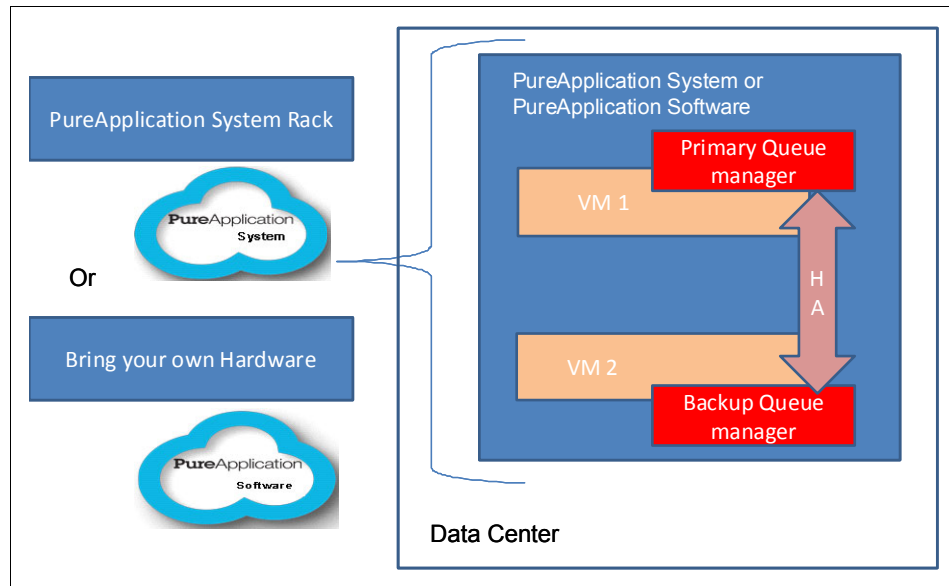 PureApplication System Rack
PureApplication
System
Or
Bring your own Hardware
PureApplication
Software
PureApplication System or
PureApplication Software
Primary Queue
manager
VM 1
H
A
VM 2
Backup Queue
manager
Data Center